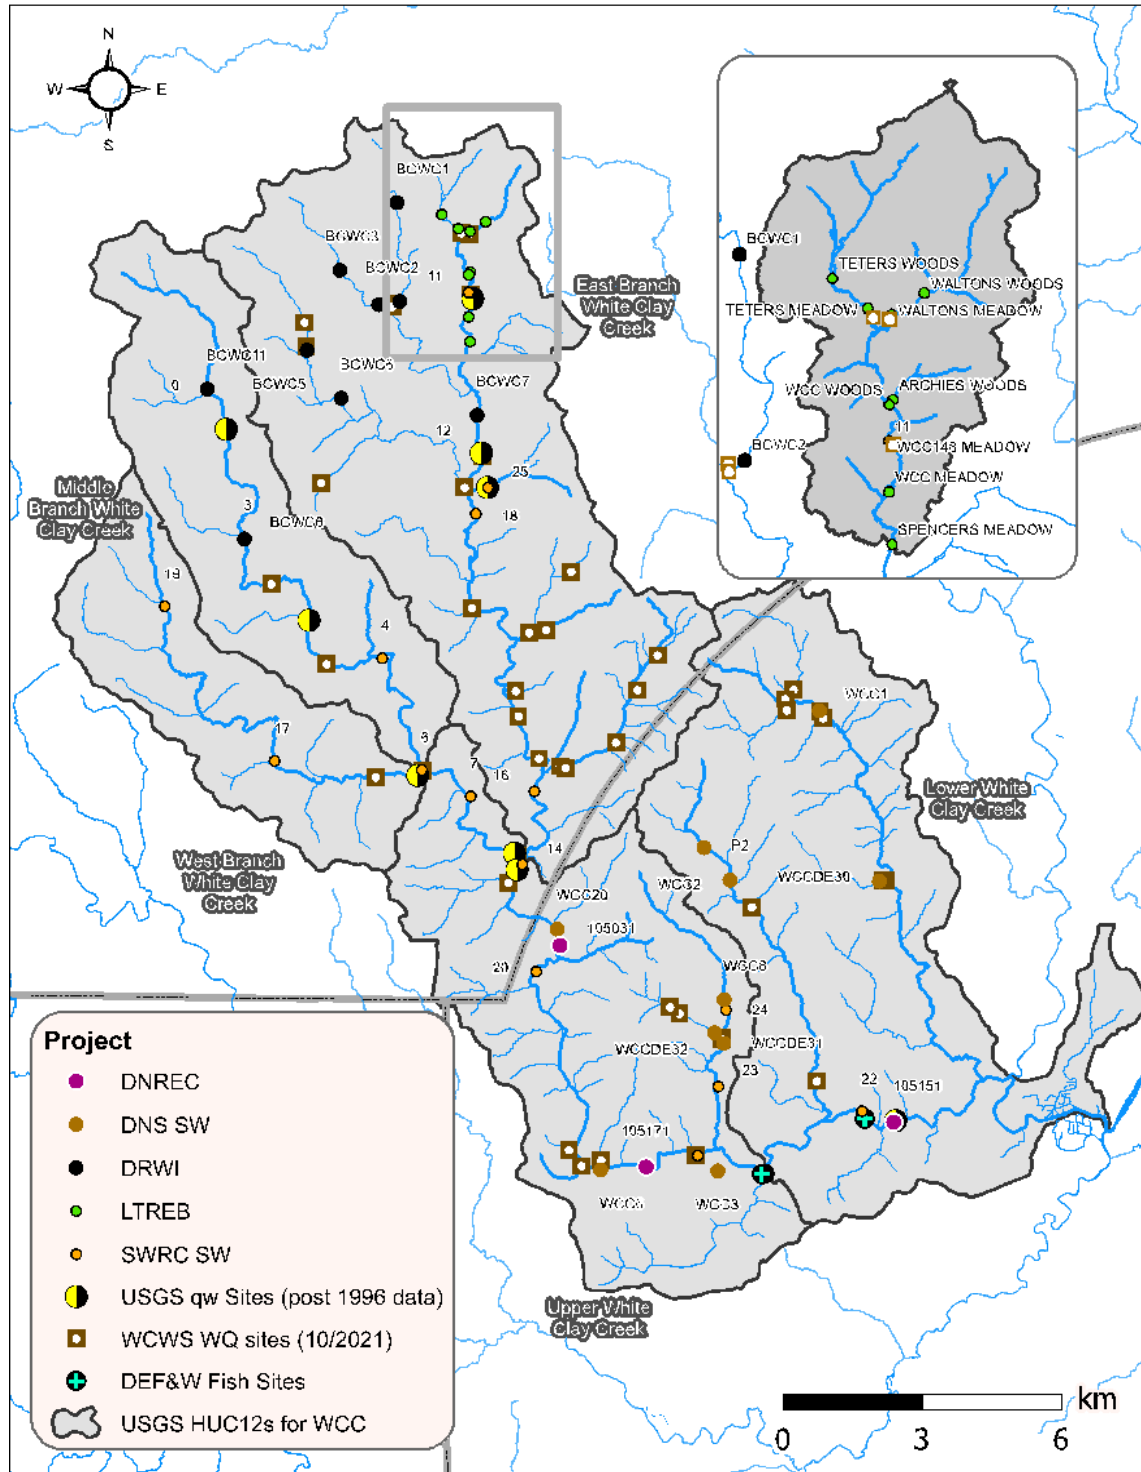 N
W
E
S
BCWC1
BCWC3
BCWC2
11
East Branch
White Clay
Creek
BCWC11
BCWC5
BCWC6
BCWC7
12
25
18
Middle
Branch White
Clay Creek
3
BCWC8
19
4
17
7
16
14
West Branch
White Clay
Creek
WCC20
105031
20
WCC1
Lower White
Clay Creek
P2
WCC2
WCCDE30
WCC8
24
WCCDE32
WCCDE31
23
22
105151
105171
WCC5
WCC3
Upper White
Clay Creek
BCWC1
TETERS WOODS
WALTONS WOODS
TETERS MEADOW
WALTONS MEADOW
WCC WOODS
ARCHIES WOODS
11
BCWC2
WCC148 MEADOW
WCC MEADOW
SPENCERS MEADOW
Project
DNREC
DNS SW
DRWI
LTREB
SWRC SW
USGS qw Sites (post 1996 data)
WCWS WQ sites (10/2021)
DEF&W Fish Sites
USGS HUC12s for WCC
km
0
3
6